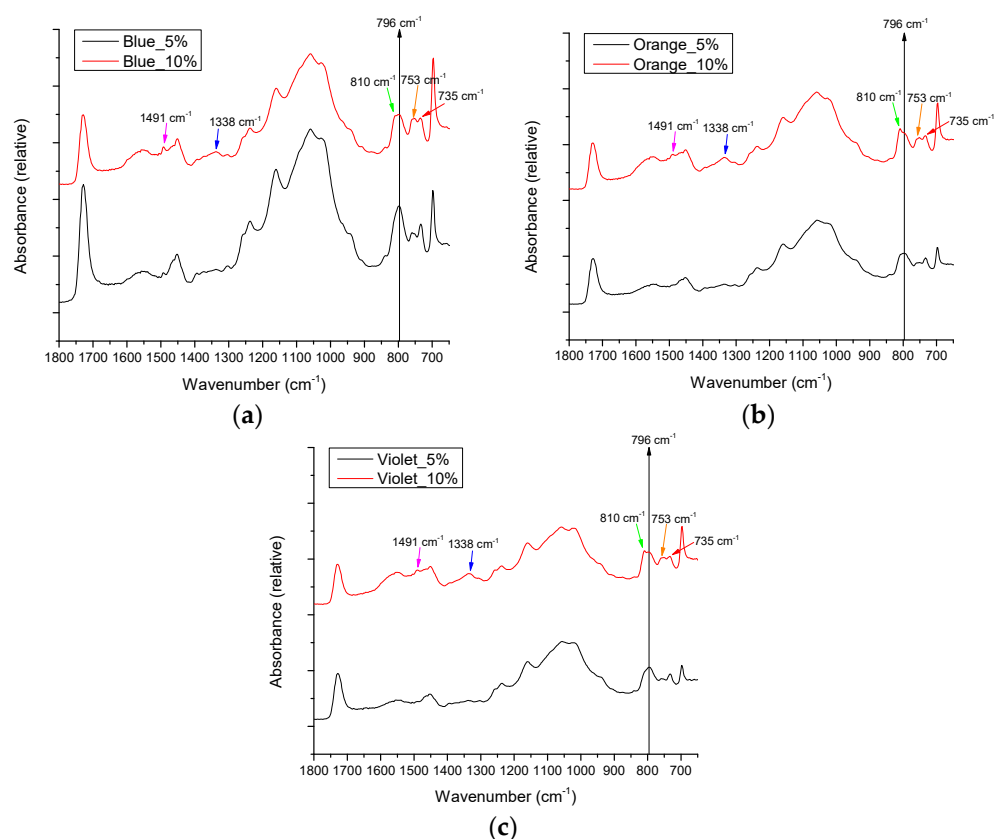 796 cm-1
Blue_5%
Blue_10%
810 cm-1
753 cm-1
735 cm-1
1491 cm-1
1338 cm-1
Absorbance (relative)
1800 1700 1600 1500 1400 1300 1200 1100 1000 900 800 700
Wavenumber (cm-1)
(a)
796 cm-1
Orange_5%
Orange_10%
810 cm-1
753 cm-1
735 cm-1
1491 cm-1
1338 cm-1
Absorbance (relative)
1800 1700 1600 1500 1400 1300 1200 1100 1000 900 800 700
Wavenumber (cm-1)
(b)
796 cm-1
Violet_5%
Violet_10%
810 cm-1
753 cm-1
735 cm-1
1491 cm-1
1338 cm-1
Absorbance (relative)
1800 1700 1600 1500 1400 1300 1200 1100 1000 900 800 700
Wavenumber (cm-1)
(c)